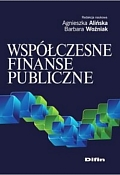 Redakcja naukowa
Agnieszka Alińska
Barbara Woźniak
WSPÓŁCZESNE
FINANSE
PUBLICZNE
Difin